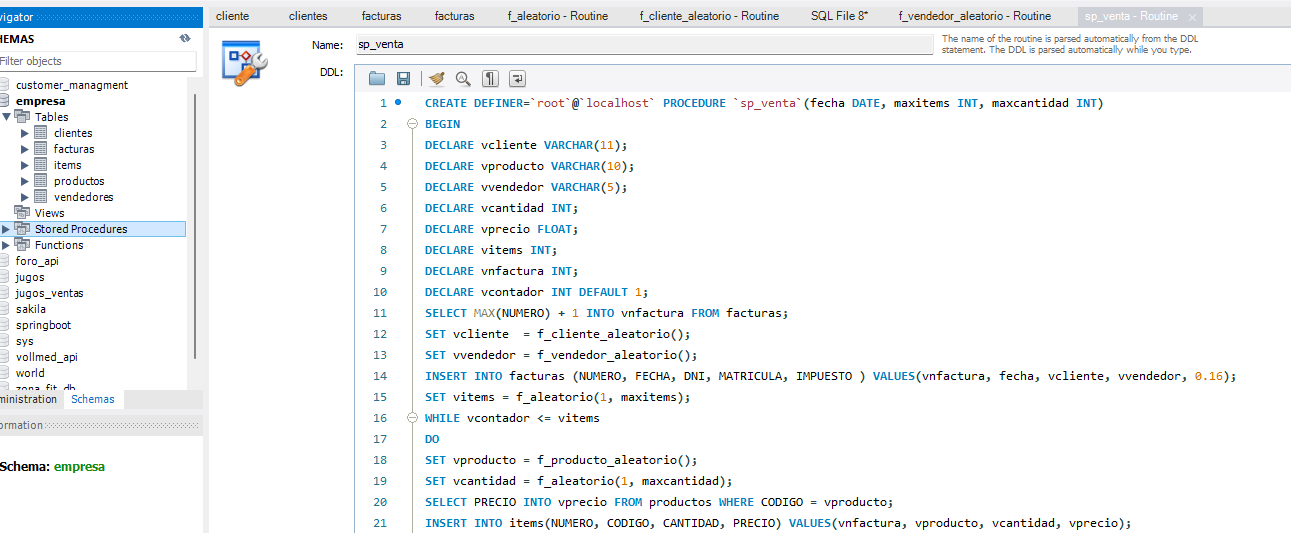 vigator
HEMAS
Filter objects
customer_managment
empresa
Tables
clientes
facturas
items
productos
vendedores
Views
Stored Procedures
Functions
foro_api
jugos
jugos_ventas
sakila
springboot
sys
vollmed_api
world
zona_fit_db
ministration Schemas
ormation
Schema: empresa
cliente clientes facturas facturas f_aleatorio - Routine f_cliente_aleatorio - Routine SQL File 8* f_vendedor_aleatorio - Routine sp_venta - Routine
Name: sp_venta
The name of the routine is parsed automatically from the DDL
statement. The DDL is parsed automatically while you type.
DDL:
1 CREATE DEFINER=`root`@`localhost` PROCEDURE `sp_venta`(fecha DATE, maxitems INT, maxcantidad INT)
2 BEGIN
3 DECLARE vcliente VARCHAR(11);
4 DECLARE vproducto VARCHAR(10);
5 DECLARE vvendedor VARCHAR(5);
6 DECLARE vcantidad INT;
7 DECLARE vprecio FLOAT;
8 DECLARE vitems INT;
9 DECLARE vnfactura INT;
10 DECLARE vcontador INT DEFAULT 1;
11 SELECT MAX(NUMERO) + 1 INTO vnfactura FROM facturas;
12 SET vcliente  = f_cliente_aleatorio();
13 SET vvendedor = f_vendedor_aleatorio();
14 INSERT INTO facturas (NUMERO, FECHA, DNI, MATRICULA, IMPUESTO ) VALUES(vnfactura, fecha, vcliente, vvendedor, 0.16);
15 SET vitems = f_aleatorio(1, maxitems);
16 WHILE vcontador <= vitems
17 DO
18 SET vproducto = f_producto_aleatorio();
19 SET vcantidad = f_aleatorio(1, maxcantidad);
20 SELECT PRECIO INTO vprecio FROM productos WHERE CODIGO = vproducto;
21 INSERT INTO items(NUMERO, CODIGO, CANTIDAD, PRECIO) VALUES(vnfactura, vproducto, vcantidad, vprecio);